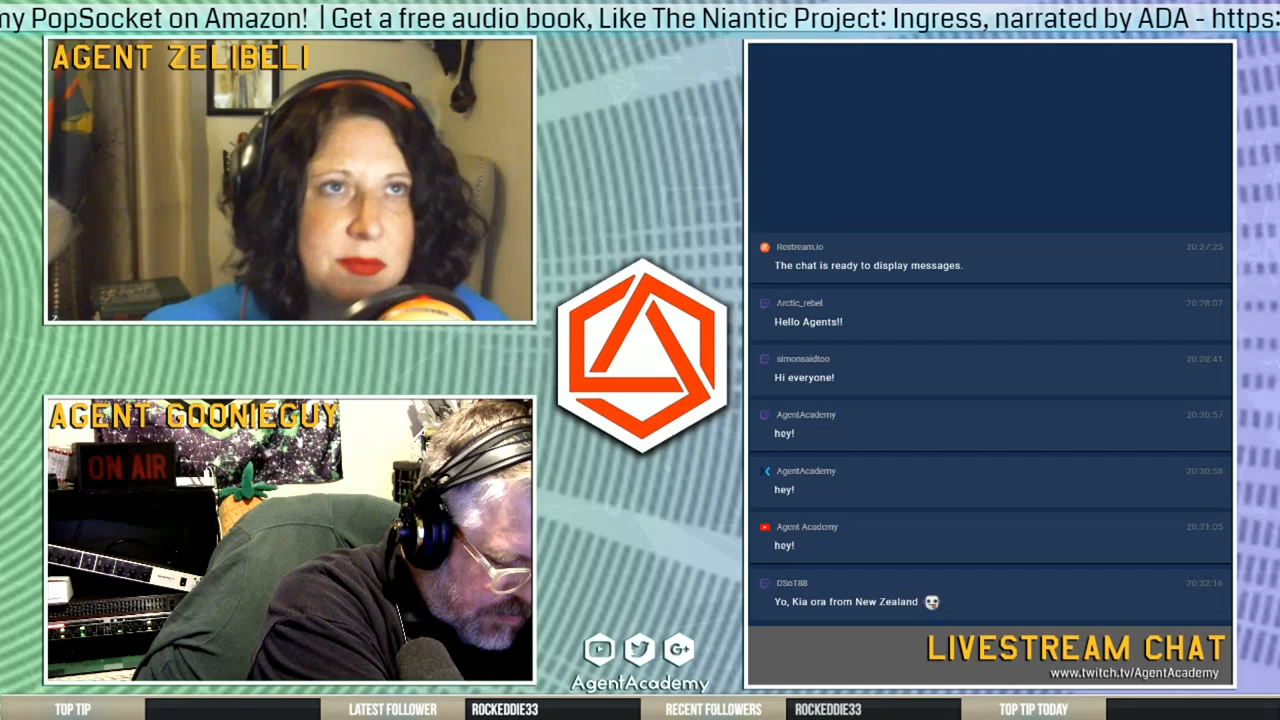 my PopSocket on Amazon! | Get a free audio book, Like The Niantic Project: Ingress, narrated by ADA - https:
AGENT ZELIBELI
AGENT GOONIEGUY
ON AIR
AgentAcademy
Restream.io 20:27:25
The chat is ready to display messages.
Arctic_rebel 20:28:07
Hello Agents!!
simonsaidtoo 20:28:41
Hi everyone!
AgentAcademy 20:30:57
hey!
AgentAcademy 20:30:58
hey!
Agent Academy 20:31:05
hey!
DSoT88 20:32:16
Yo, Kia ora from New Zealand
LIVESTREAM CHAT
www.twitch.tv/AgentAcademy
TOP TIP LATEST FOLLOWER ROCKEDDIE33 RECENT FOLLOWERS ROCKEDDIE33 TOP TIP TODAY